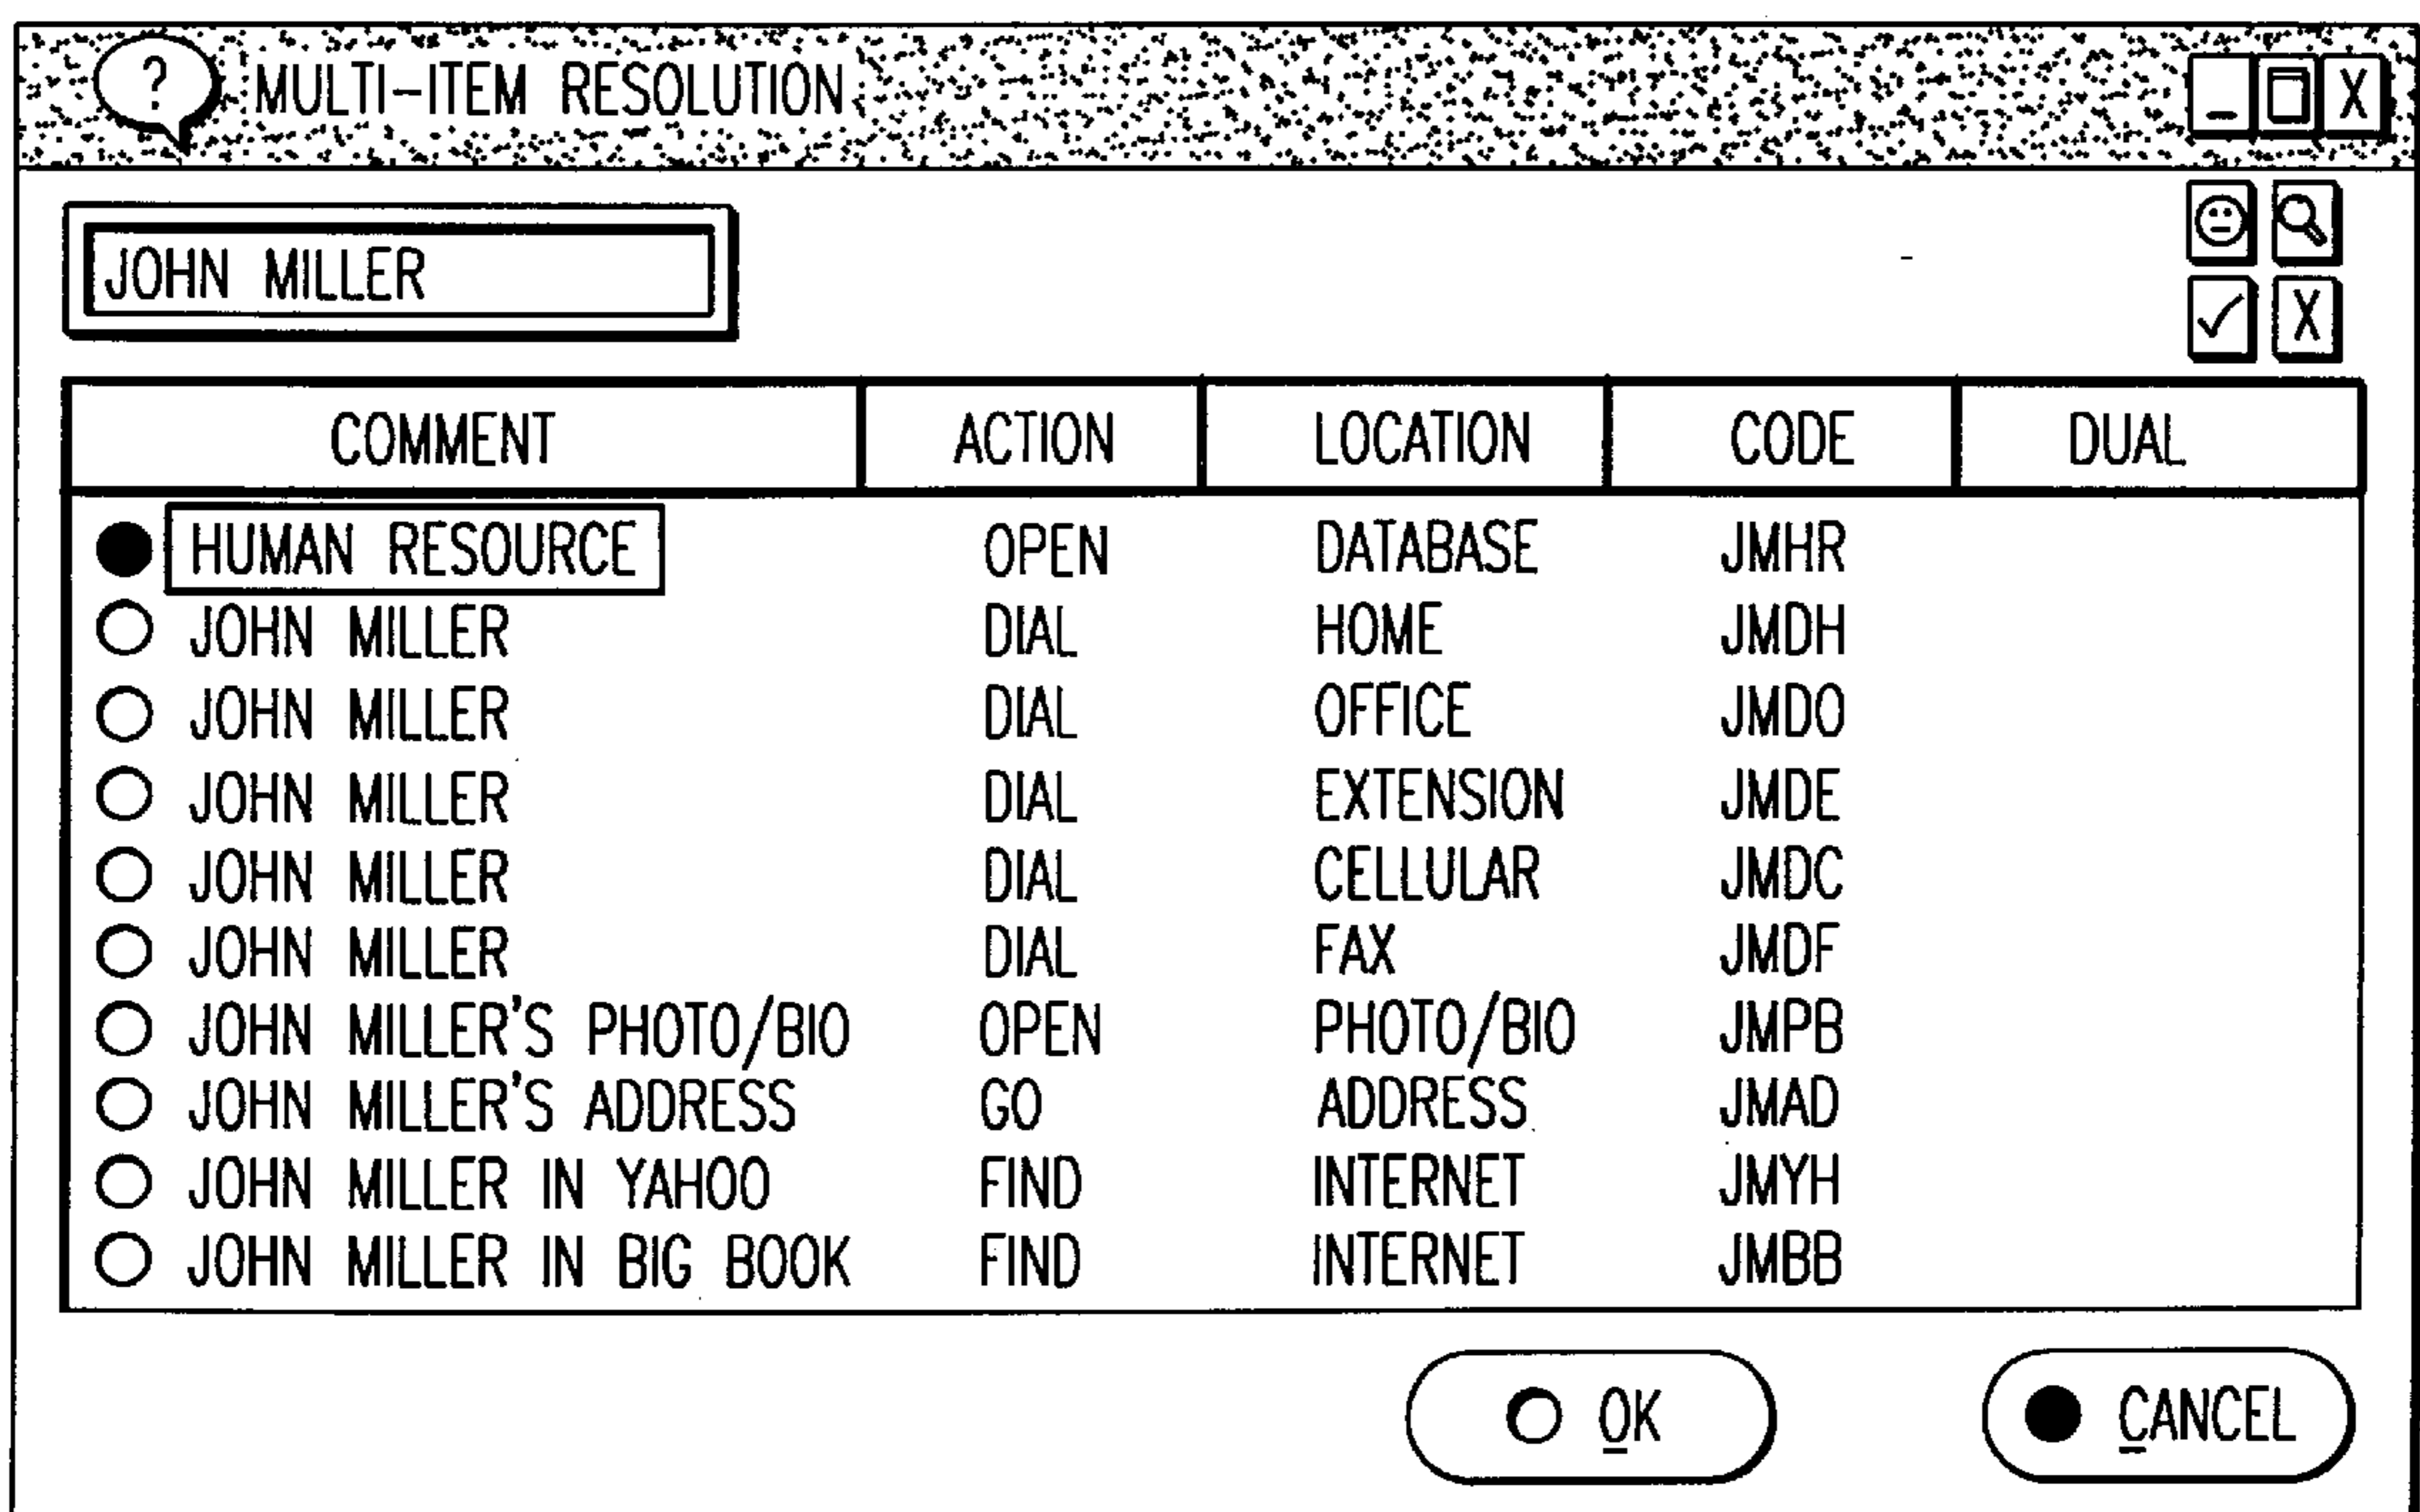 ? MULTI-ITEM RESOLUTION _ X
JOHN MILLER
X
COMMENT ACTION LOCATION CODE DUAL
HUMAN RESOURCE OPEN DATABASE JMHR
JOHN MILLER DIAL HOME JMDH
JOHN MILLER DIAL OFFICE JMDO
JOHN MILLER DIAL EXTENSION JMDE
JOHN MILLER DIAL CELLULAR JMDC
JOHN MILLER DIAL FAX JMDF
JOHN MILLER'S PHOTO/BIO OPEN PHOTO/BIO JMPB
JOHN MILLER'S ADDRESS GO ADDRESS JMAD
JOHN MILLER IN YAHOO FIND INTERNET JMYH
JOHN MILLER IN BIG BOOK FIND INTERNET JMBB
OK CANCEL